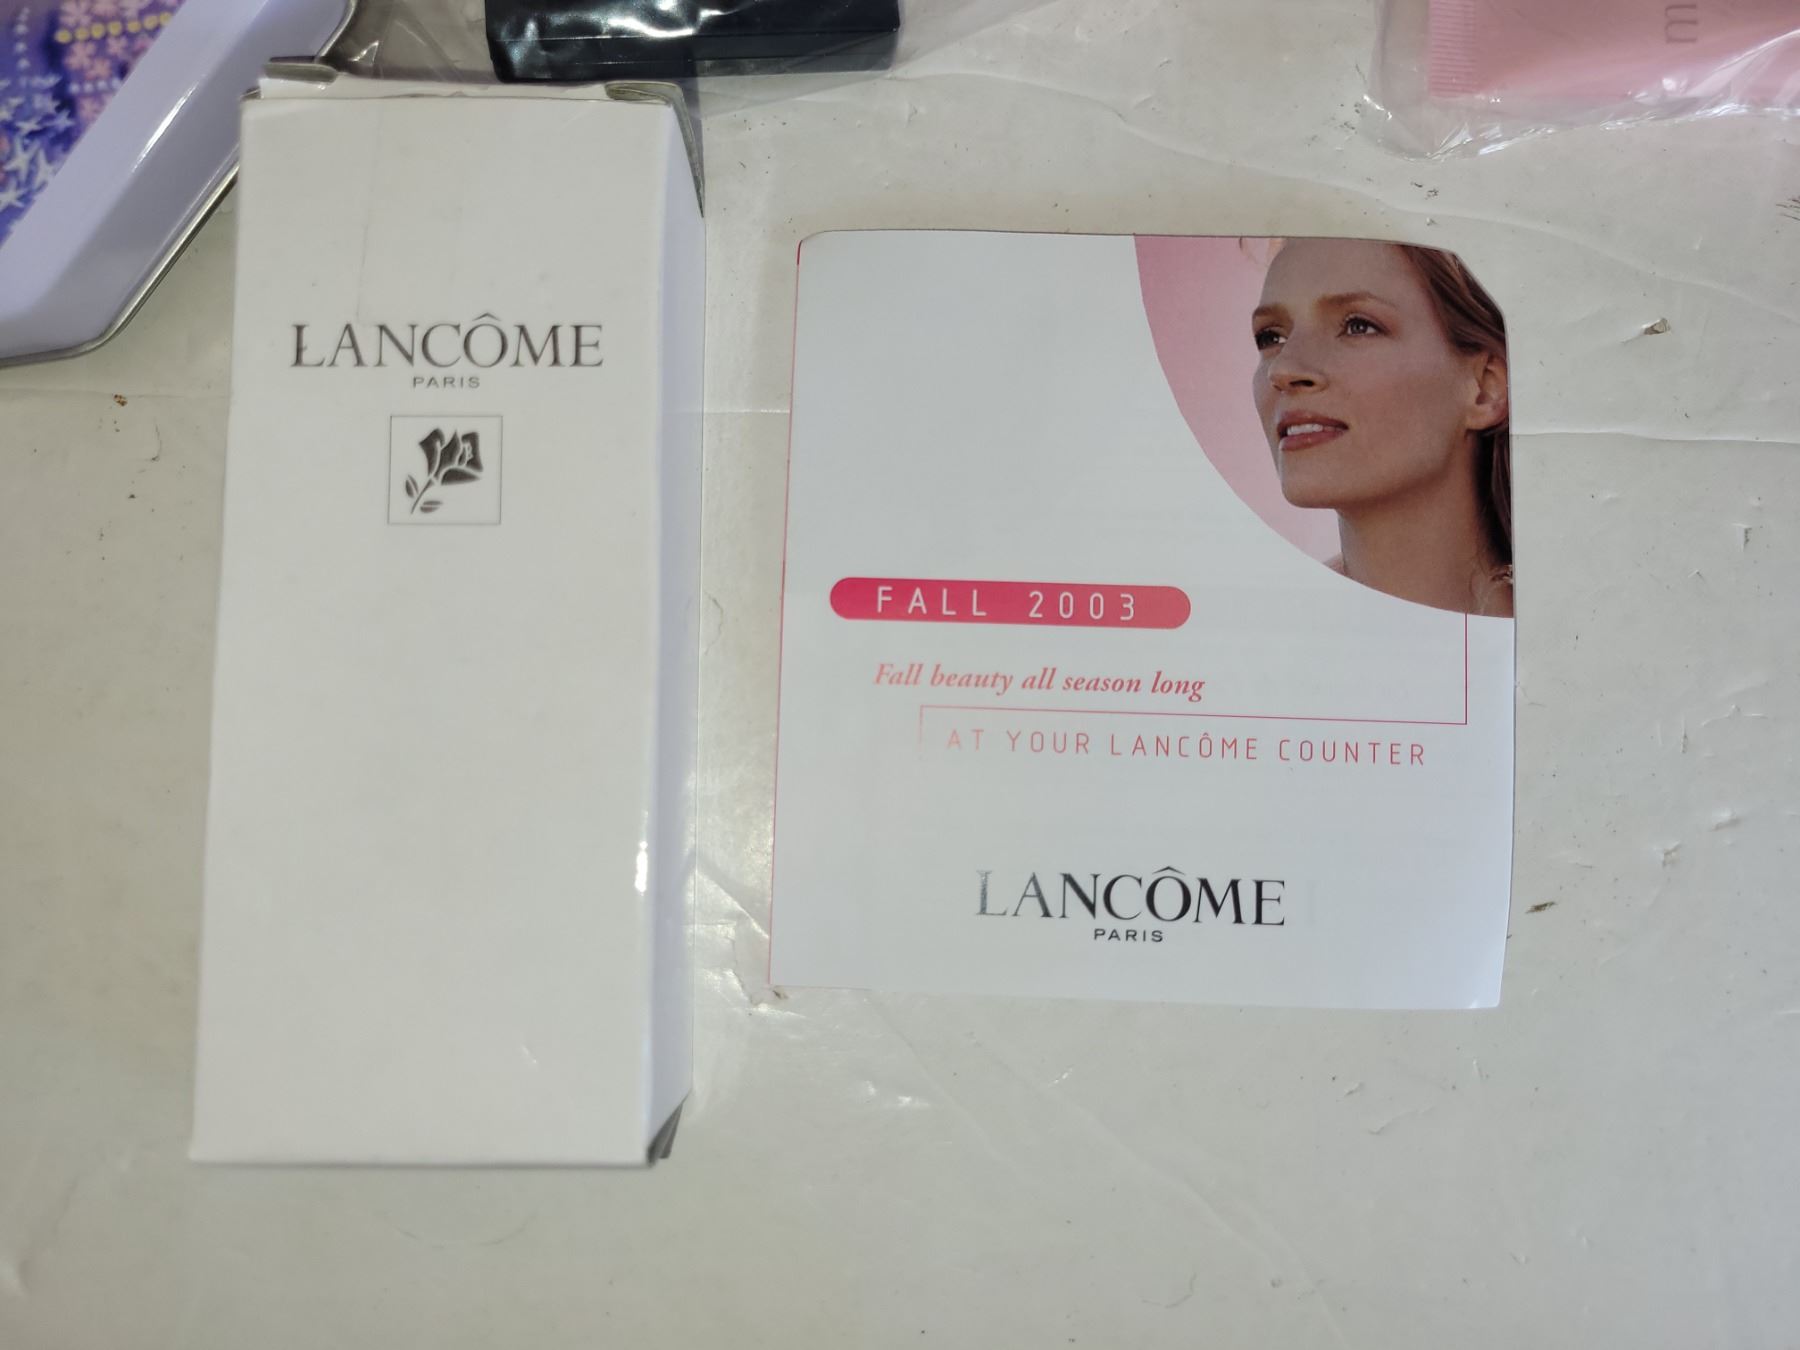 LANCÔME
PARIS
m
FALL 2003
Fall beauty all season long
AT YOUR LANCÔME COUNTER
LANCÔME
PARIS